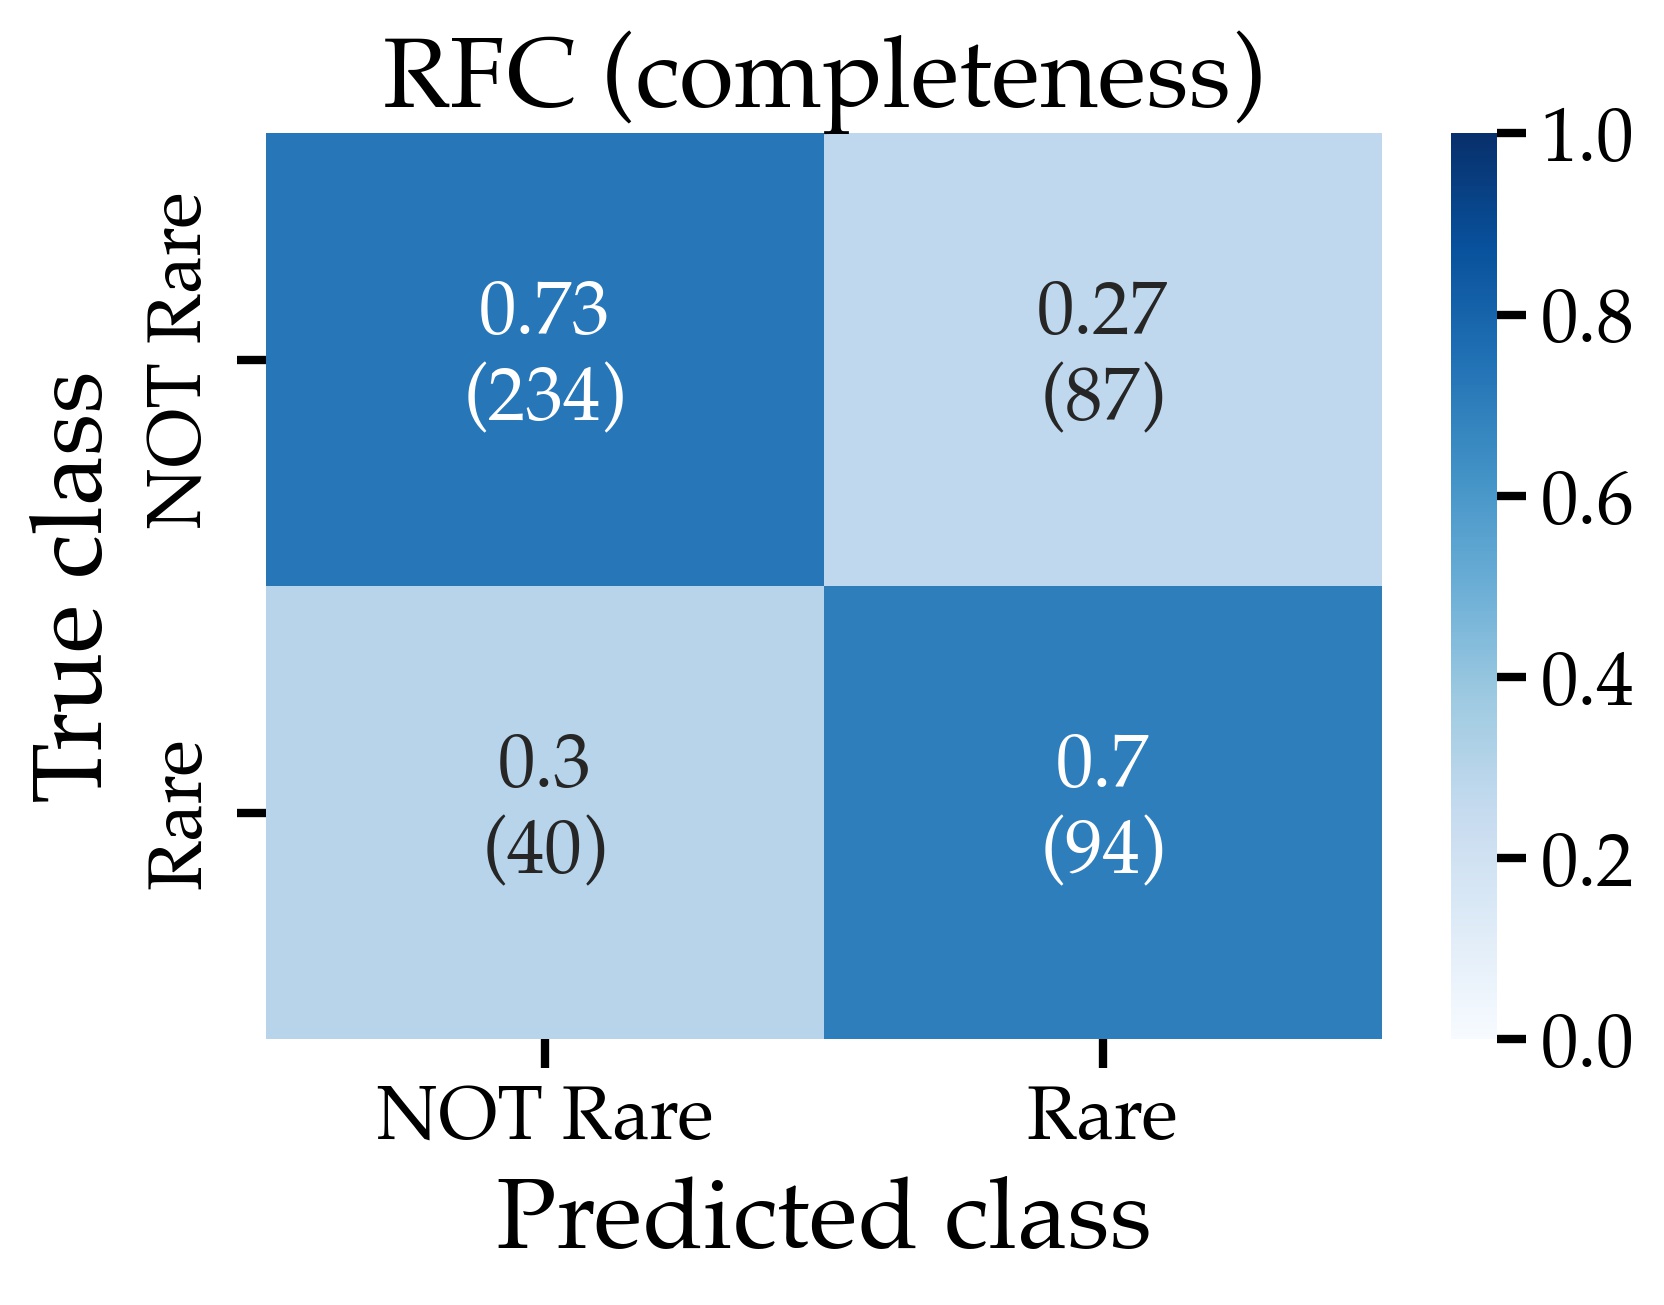 RFC (completeness)
True class
NOT Rare
Rare
0.73
(234)
0.27
(87)
0.3
(40)
0.7
(94)
NOT Rare
Rare
Predicted class
1.0
0.8
0.6
0.4
0.2
0.0